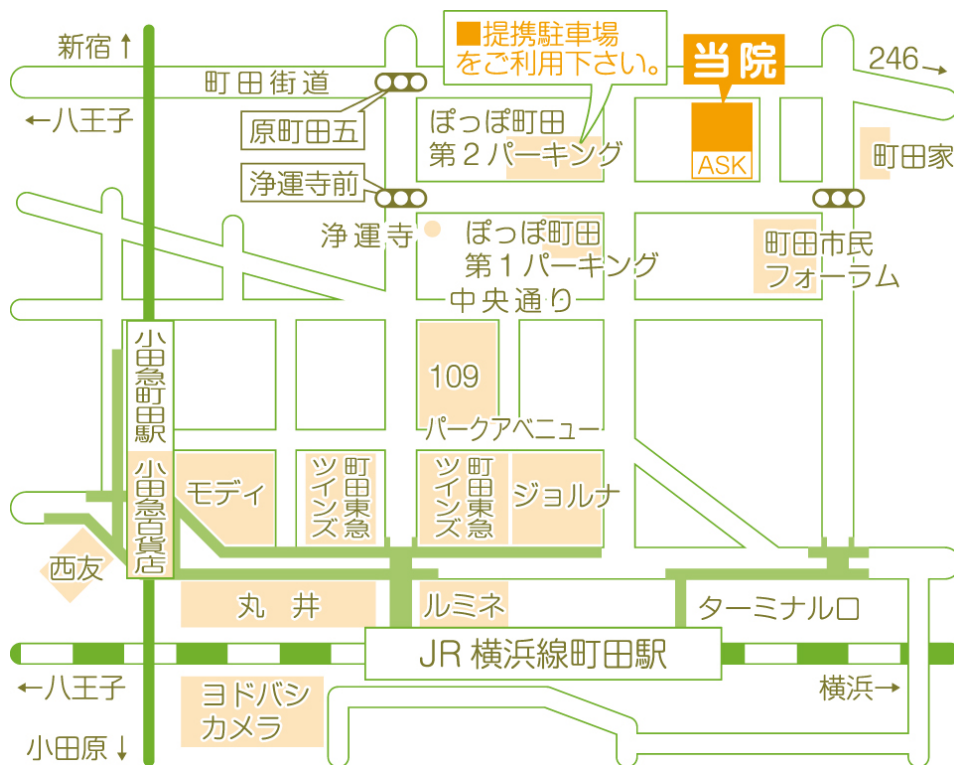 新宿↑
町田街道
■提携駐車場
をご利用下さい。
当院
246→
←八王子
原町田五
ぽっぽ町田
第2パーキング
ASK
町田家
浄運寺前
浄運寺
ぽっぽ町田
第1パーキング
町田市民
フォーラム
中央通り
小田急町田駅
109
パークアベニュー
小田急百貨店
モディ
町田東急
ツインズ
町田東急
ツインズ
ジョルナ
西友
丸井
ルミネ
ターミナル口
JR横浜線町田駅
←八王子
横浜→
ヨドバシ
カメラ
小田原↓